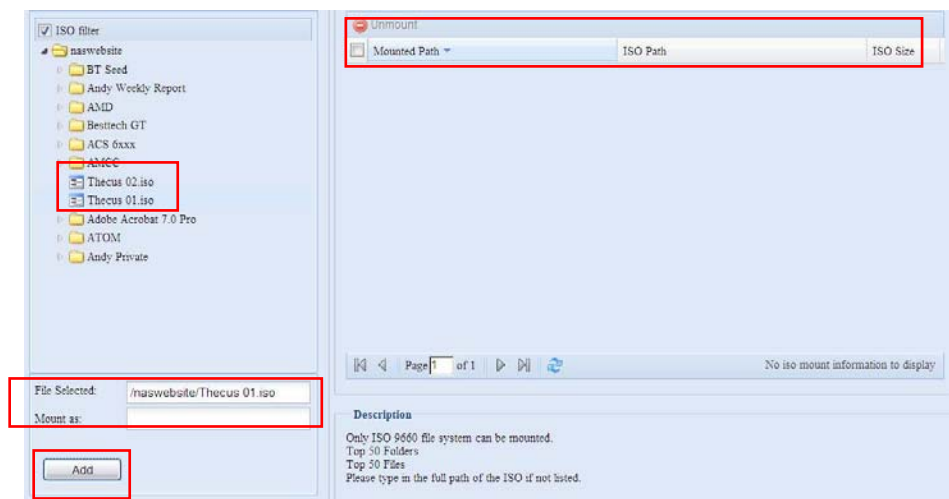 ISO filter
naswebsite
BT Seed
Andy Weekly Report
AMD
Besttech GT
ACS 6xxx
AMCC
Thecus 02.iso
Thecus 01.iso
Adobe Acrobat 7.0 Pro
ATOM
Andy Private
File Selected: /naswebsite/Thecus 01.iso
Mount as:
Add
Unmount
Mounted Path ISO Path ISO Size
Page 1 of 1 No iso mount information to display
Description
Only ISO 9660 file system can be mounted.
Top 50 Folders
Top 50 Files
Please type in the full path of the ISO if not listed.